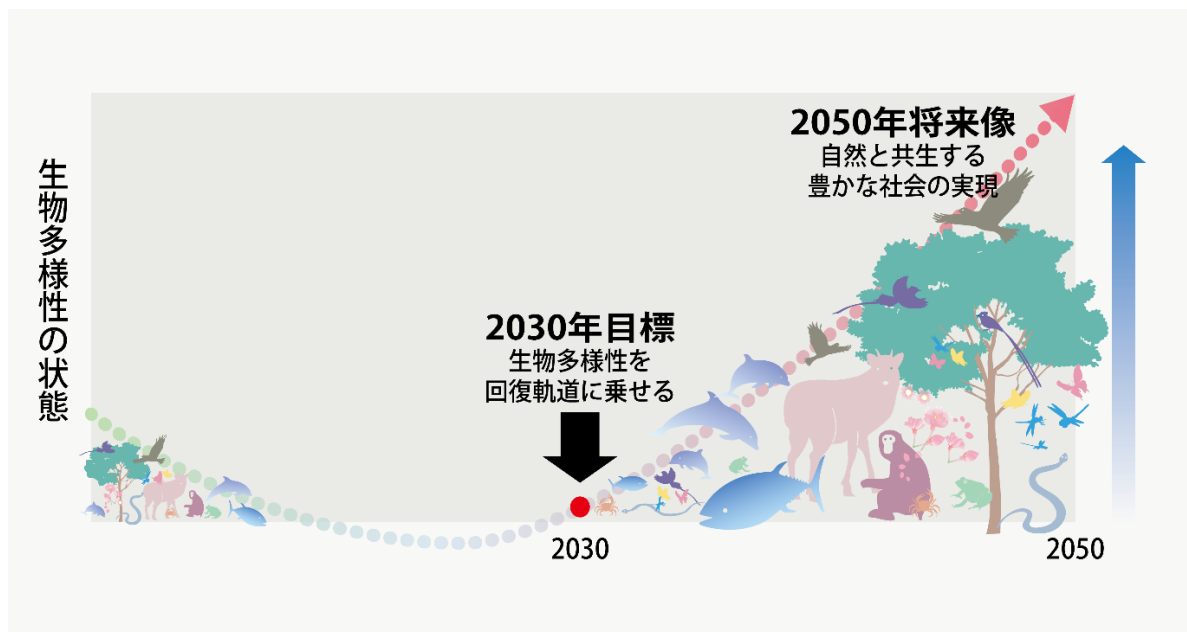 生物多様性の状態
2050年将来像
自然と共生する
豊かな社会の実現
2030年目標
生物多様性を
回復軌道に乗せる
2030
2050